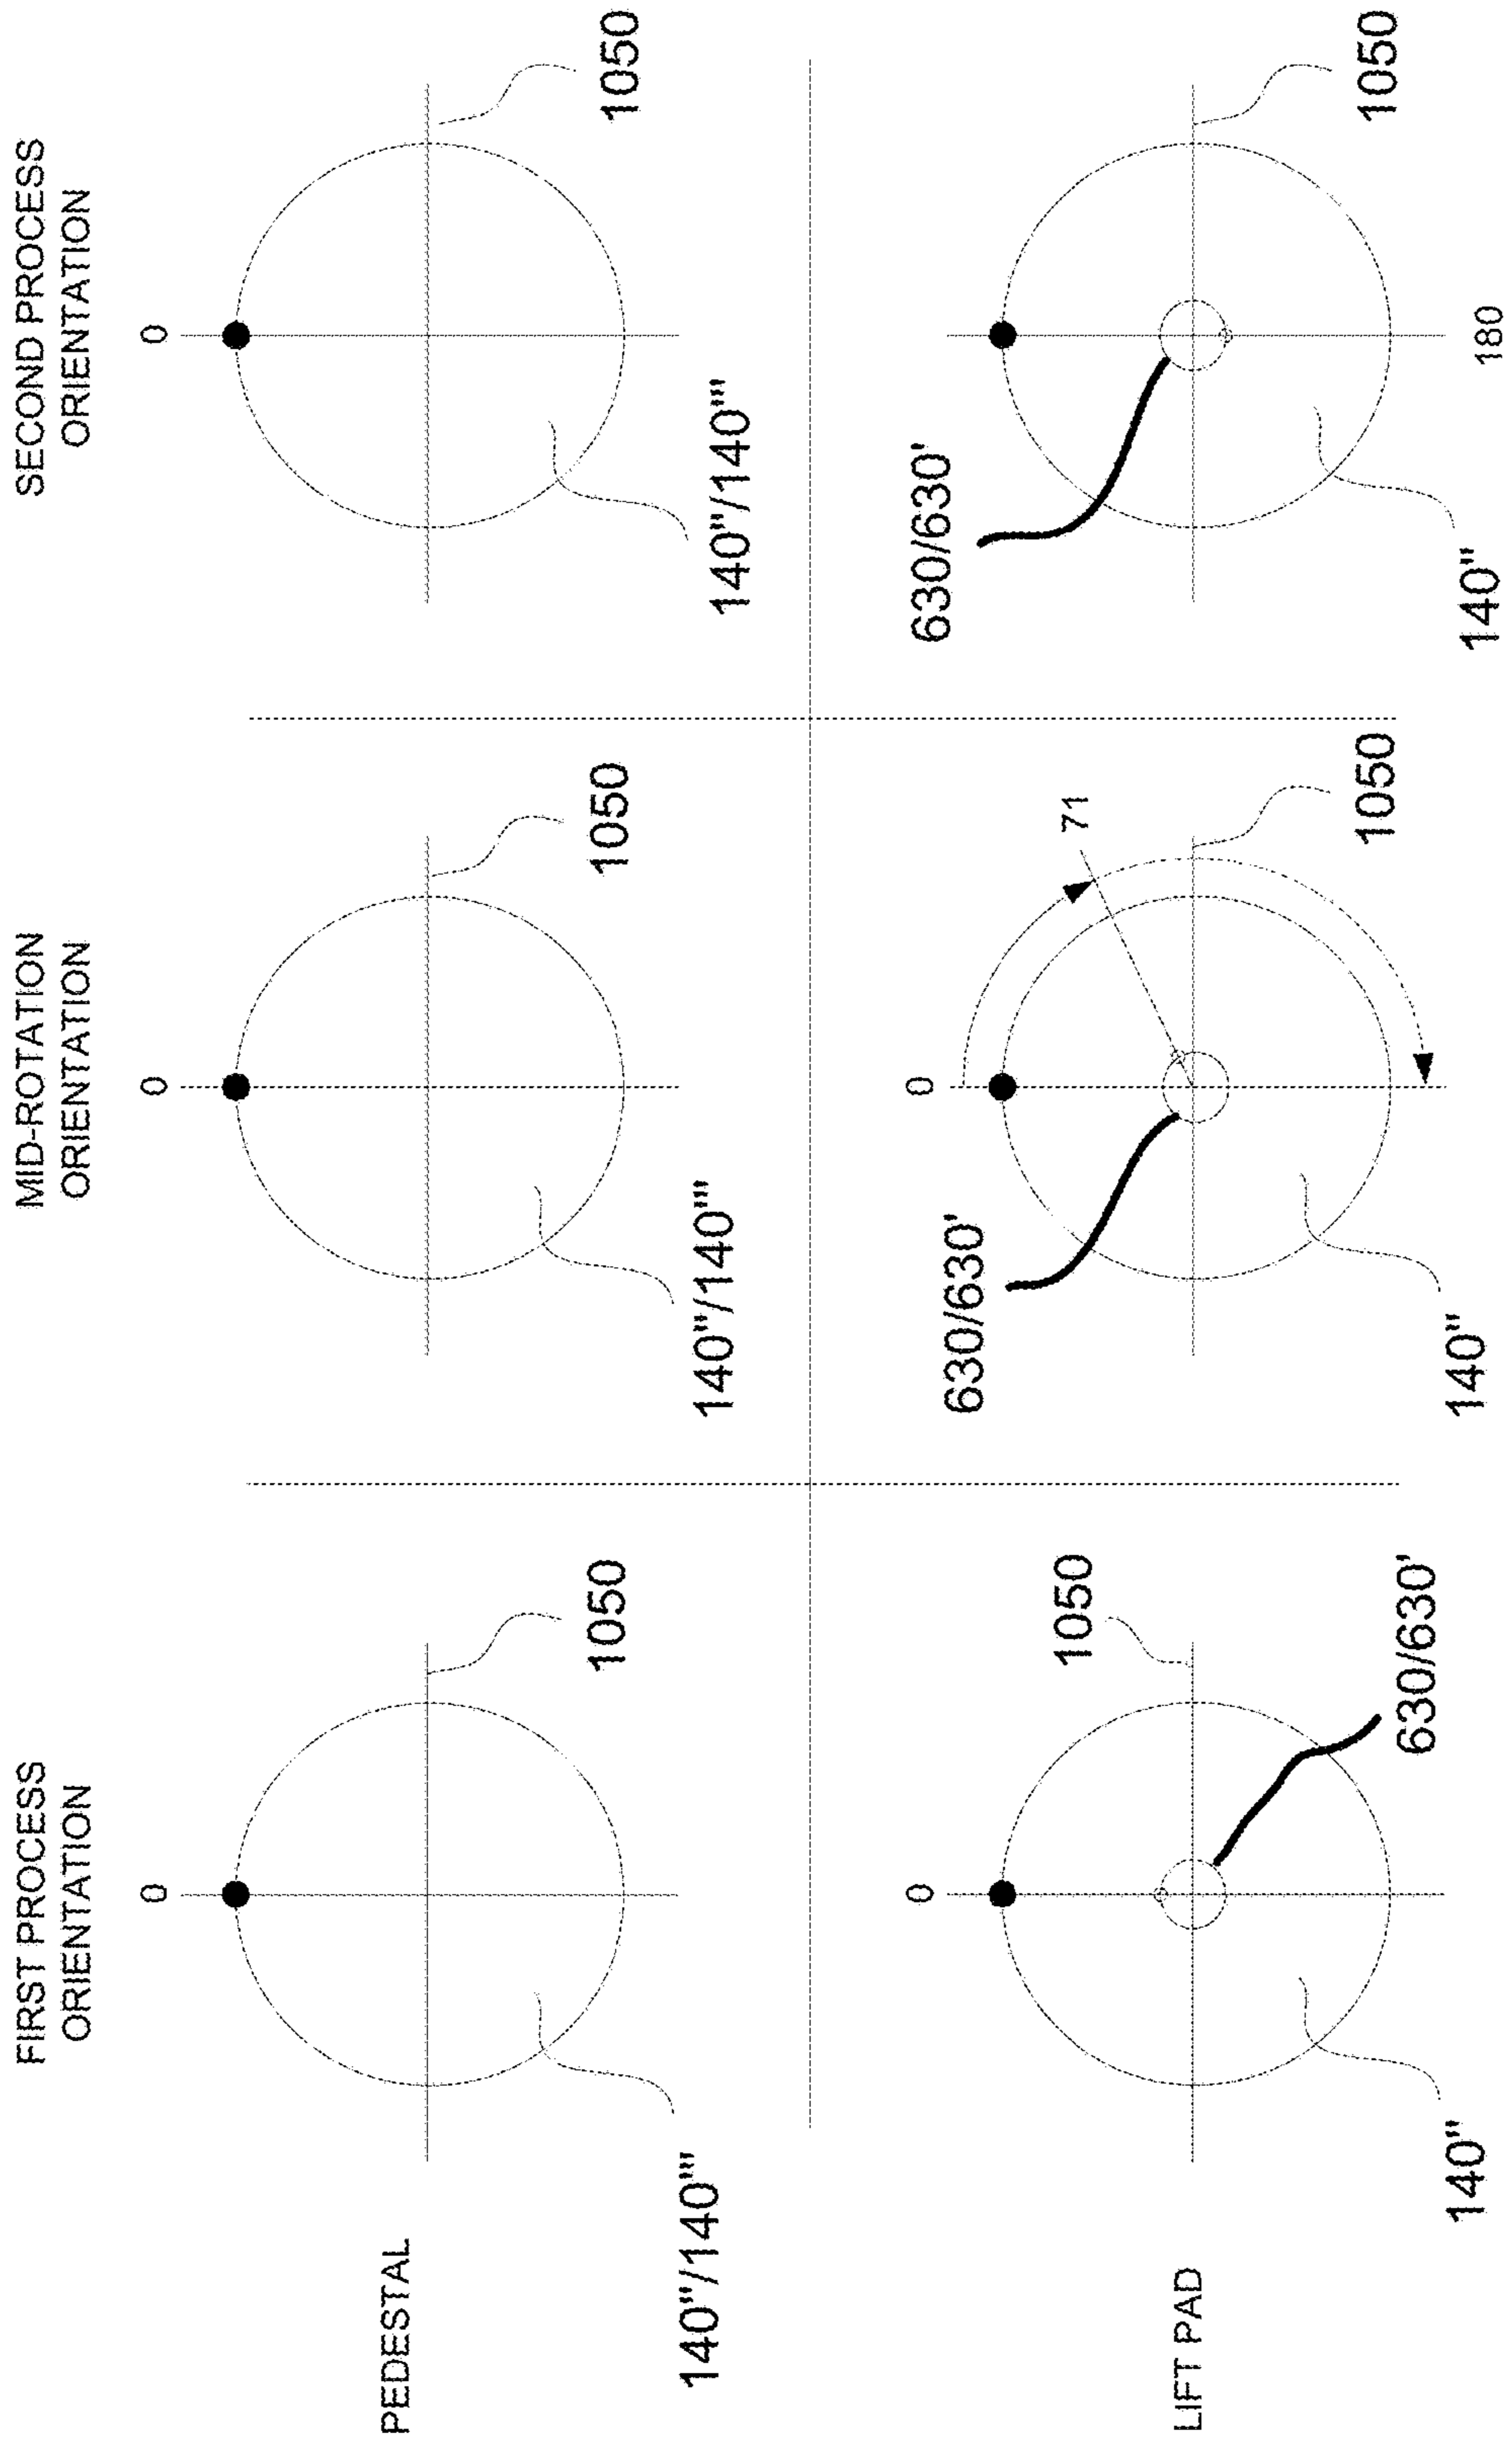 FIRST PROCESS
ORIENTATION
MID-ROTATION
ORIENTATION
SECOND PROCESS
ORIENTATION
PEDESTAL
0
1050
140"/140"'
0
1050
140"/140"'
0
1050
140"/140"'
LIFT PAD
0
1050
630/630'
140"
0
630/630'
71
1050
140"
630/630'
1050
140"
180